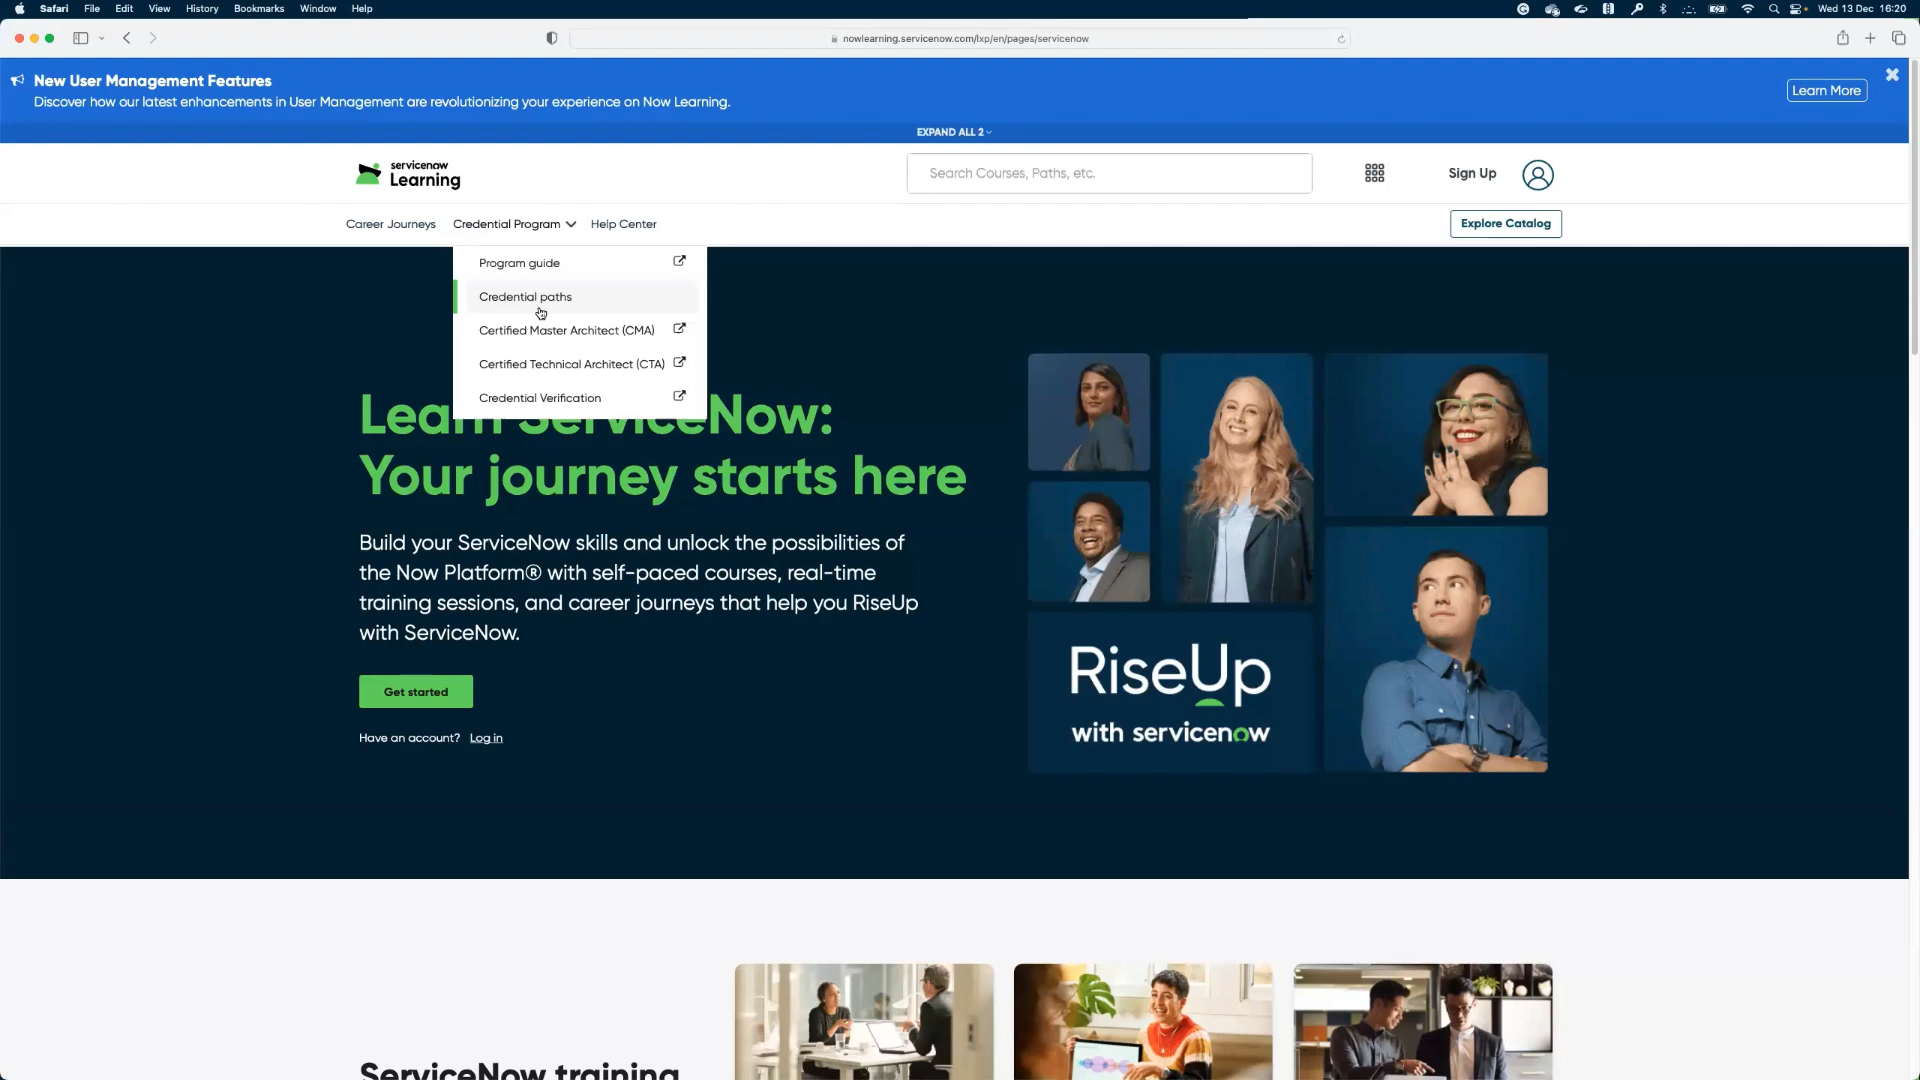 Safari File Edit View History Bookmarks Window Help Wed 13 Dec 16:20
nowlearning.servicenow.com/lxp/en/pages/servicenow
New User Management Features
Discover how our latest enhancements in User Management are revolutionizing your experience on Now Learning.
Learn More
EXPAND ALL 2
servicenow
Learning
Search Courses, Paths, etc.
Sign Up
Career Journeys Credential Program Help Center
Explore Catalog
Program guide
Credential paths
Certified Master Architect (CMA)
Certified Technical Architect (CTA)
Credential Verification
Learn ServiceNow:
Your journey starts here
Build your ServiceNow skills and unlock the possibilities of
the Now Platform® with self-paced courses, real-time
training sessions, and career journeys that help you RiseUp
with ServiceNow.
Get started
Have an account? Log in
RiseUp
with servicenow
ServiceNow training